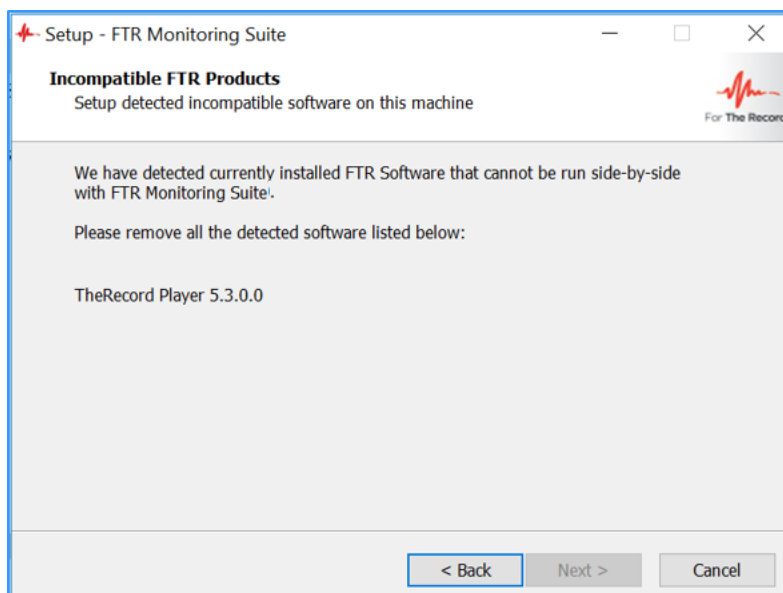 Setup - FTR Monitoring Suite
Incompatible FTR Products
Setup detected incompatible software on this machine
For The Record
We have detected currently installed FTR Software that cannot be run side-by-side
with FTR Monitoring Suite.
Please remove all the detected software listed below:
TheRecord Player 5.3.0.0
< Back
Next >
Cancel